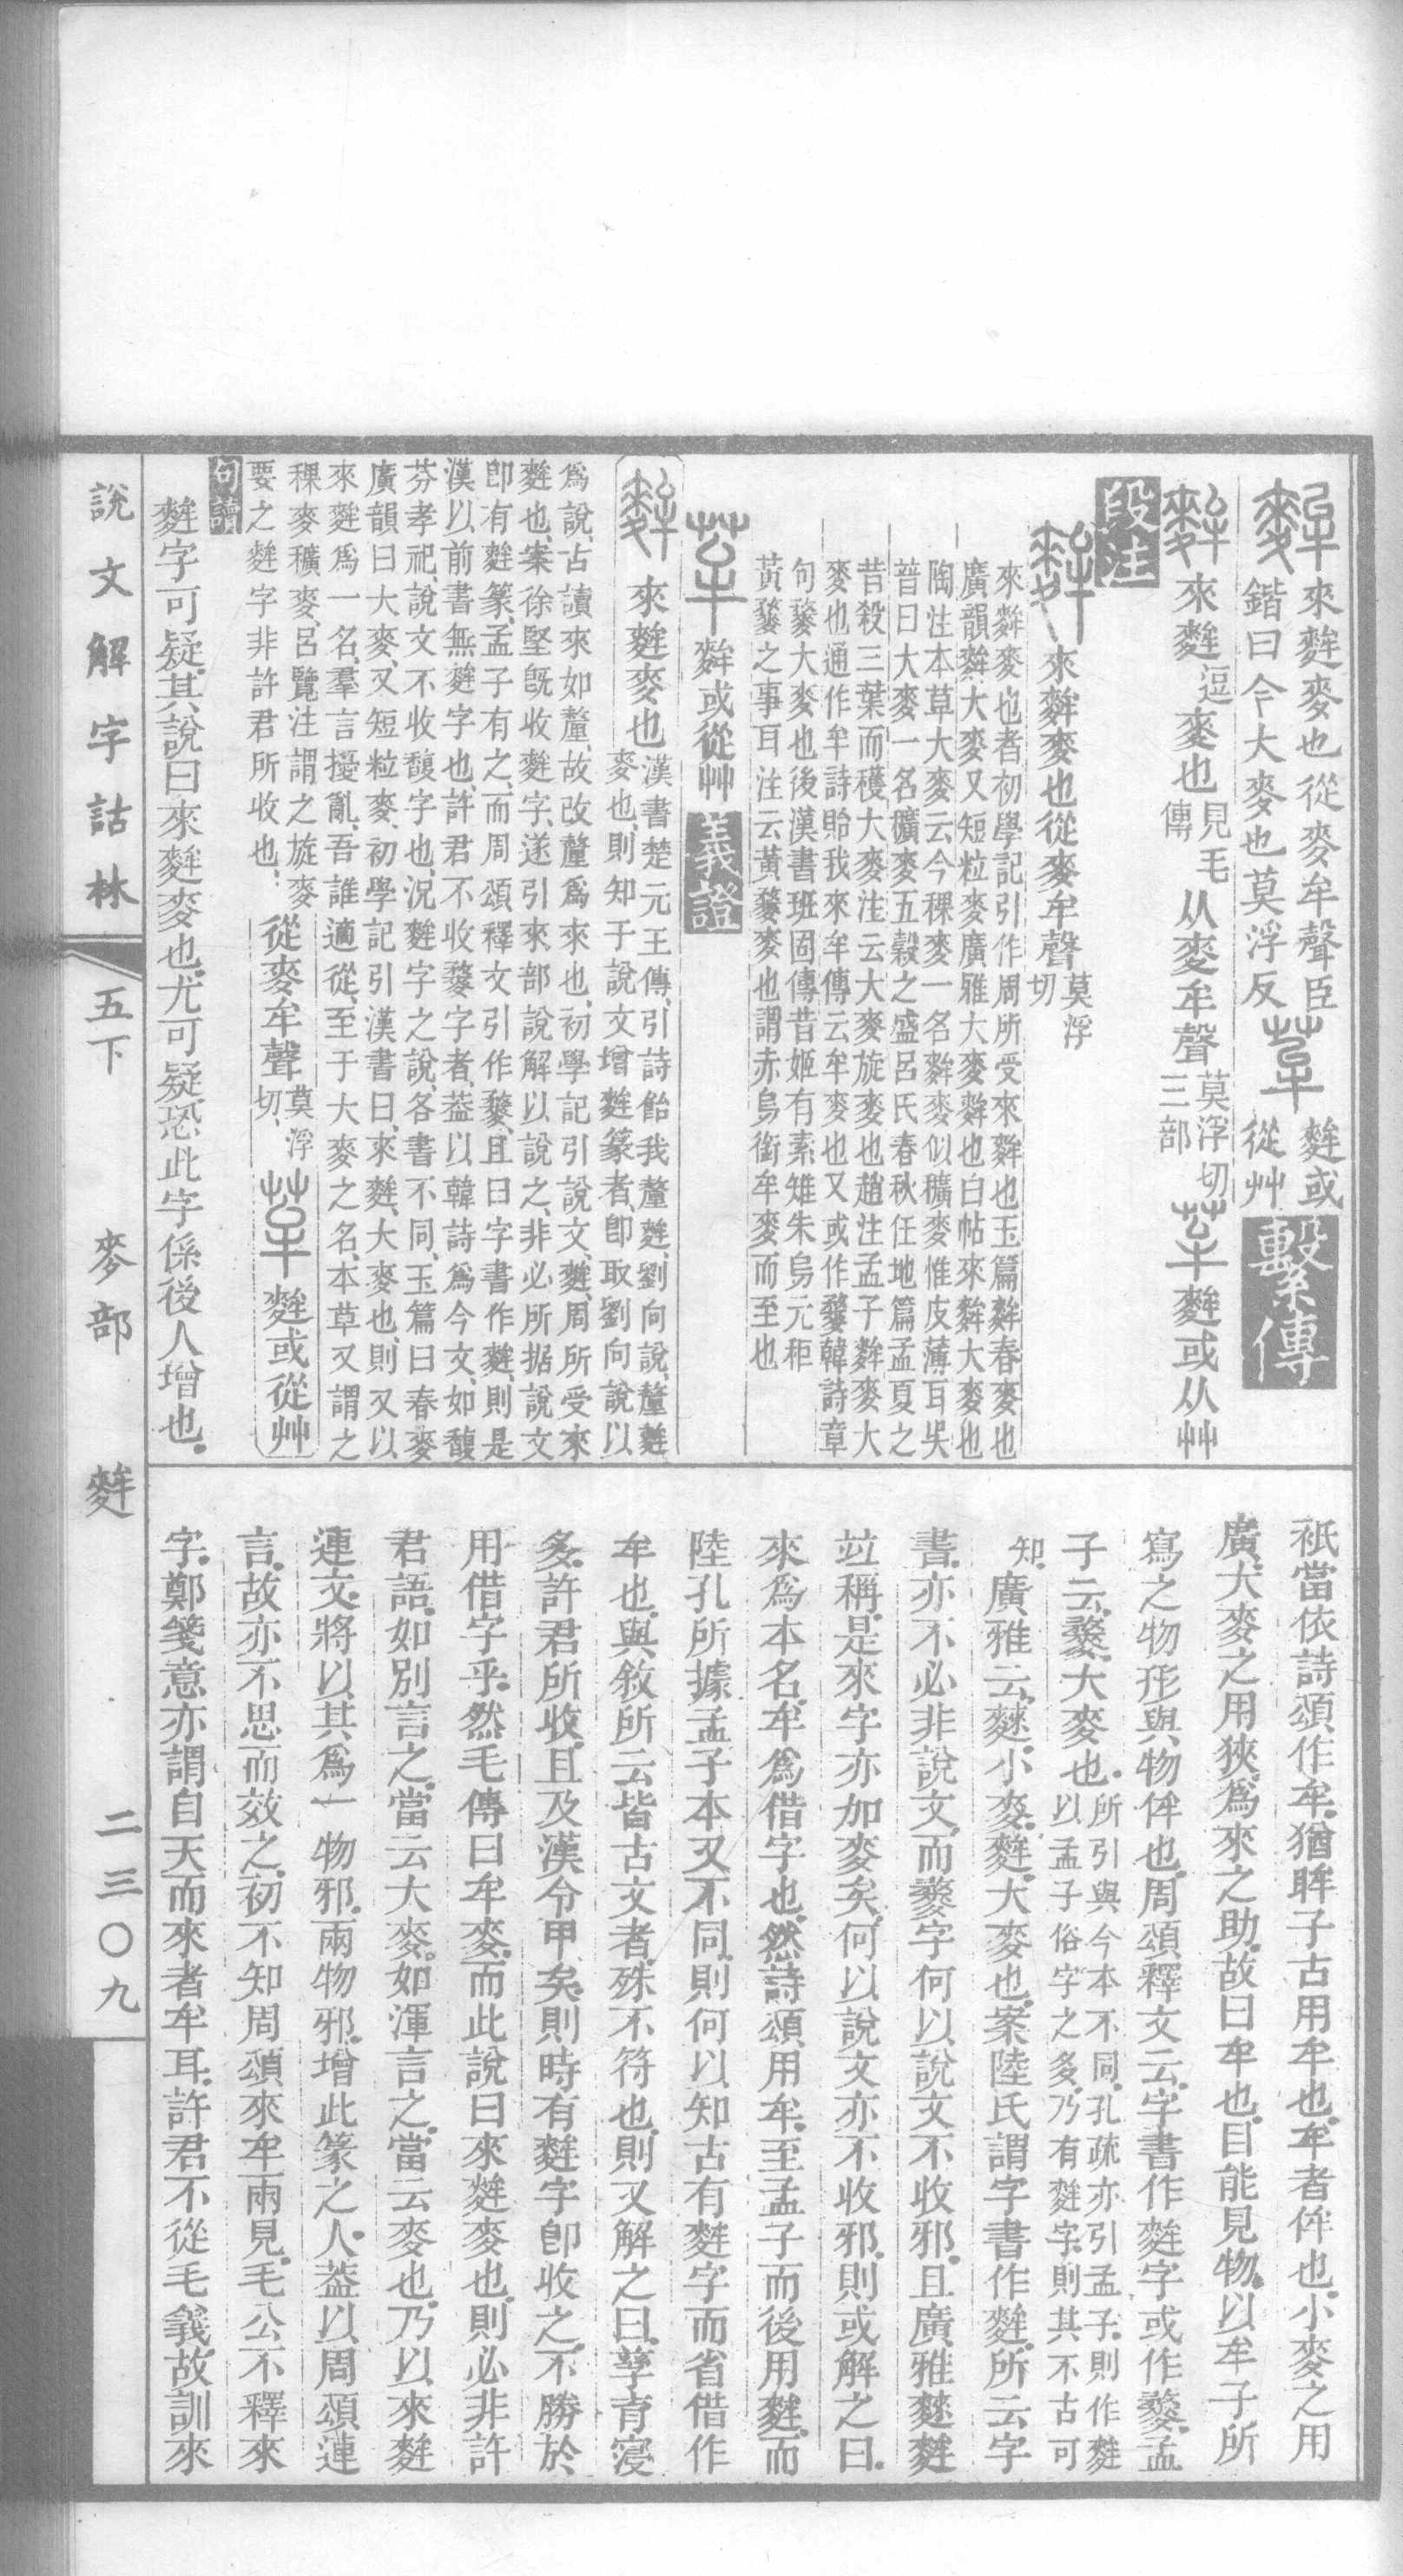 來麰麥也從麥牟聲臣
鍇曰今大麥也莫浮反
麰或
從艸
繫傳
來麰逗麥也見毛
傳
从麥牟聲莫浮切
三部
麰或从艸
段注
來麰麥也從麥牟聲莫浮
切
來麰麥也者初學記引作周所受來麰也玉篇麰春麥也
廣韻麰大麥又短粒麥廣雅大麥麰也白帖來麰大麥也
陶注本草大麥云今稞麥一名麰麥似穬麥惟皮薄耳吳
普曰大麥一名穬麥五穀之盛呂氏春秋任地篇孟夏之
昔殺三葉而穫大麥注云大麥旋麥也趙注孟子麰麥大
麥也通作牟詩貽我來牟傳云牟麥也又或作䵺韓詩章
句䵺大麥也後漢書班固傳昔姬有素雉朱烏元秬
黃䵺之事耳注云黃䵺麥也謂赤烏銜牟麥而至也
麰或從艸
義證
來麰麥也漢書楚元王傳、引詩飴我釐麰、劉向說、釐麰
麥也、則知于說文增麰篆者、卽取劉向說以
爲說、古讀來如釐、故改釐爲來也、初學記引說文、麰、周所受來
麰也、案徐堅旣收麰字、遂引來部說解以說之、非必所据說文
卽有麰篆、孟子有之、而周頌釋文引作䵺、且曰字書作麰、則是
漢以前書無麰字也、許君不收䵺字者、葢以韓詩爲今文、如馥
芬孝祀、說文不收馥字也、況麰字之說、各書不同、玉篇曰春麥
廣韻曰大麥、又短粒麥、初學記引漢書曰、來麰、大麥也、則又以
來麰爲一名、羣言擾亂、吾誰適從、至于大麥之名、本草又謂之
稞麥穬麥、呂覽注謂之旋麥
要之麰字非許君所收也、
從麥牟聲莫浮
切、
麰或從艸
句讀
麰字可疑。其說曰來麰麥也。尤可疑。恐此字係後人增也。
祇當依詩頌作牟。猶眸子古用牟也。牟者侔也。小麥之用
廣。大麥之用狹。爲來之助。故曰牟也。目能見物。以牟子所
寫之物形與物侔也。周頌釋文云。字書作麰字或作䵺。孟
子云。䵺。大麥也。所引與今本不同。孔疏亦引孟子。則作麰
以孟子俗字之多。乃有麰字。則其不古可
知。廣雅云。䅘。小麥。麰。大麥也。案陸氏謂字書作麰。所云字
書。亦不必非說文。而䵺字何以說文不收邪。且廣雅䅘麰
竝稱。是來字亦加麥矣。何以說文亦不收邪。則或解之曰。
來爲本名。牟爲借字也。然詩頌用牟。至孟子而後用麰。而
陸孔所據孟子本又不同。則何以知古有麰字而省借作
牟也。與敘所云皆古文者。殊不符也。則又解之曰。孳育寖
多。許君所收。且及漢令甲矣。則時有麰字卽收之。不勝於
用借字乎。然毛傳曰牟麥。而此說曰來麰麥也。則必非許
君語。如別言之。當云大麥。如渾言之。當云麥也。乃以來麰
連文。將以其爲一物邪。兩物邪。增此篆之人。葢以周頌連
言。故亦不思而效之。初不知周頌來牟兩見。毛公不釋來
字。鄭箋意亦謂自天而來者牟耳。許君不從毛義。故訓來
說文解字詁林
五下
麥部
麰
二三〇九